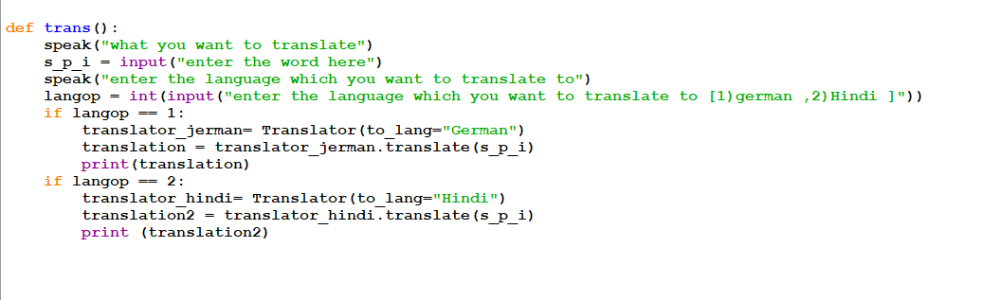 def trans():
    speak("what you want to translate")
    s_p_i = input("enter the word here")
    speak("enter the language which you want to translate to")
    langop = int(input("enter the language which you want to translate to [1)german ,2)Hindi ]"))
    if langop == 1:
        translator_jerman= Translator(to_lang="German")
        translation = translator_jerman.translate(s_p_i)
        print(translation)
    if langop == 2:
        translator_hindi= Translator(to_lang="Hindi")
        translation2 = translator_hindi.translate(s_p_i)
        print (translation2)